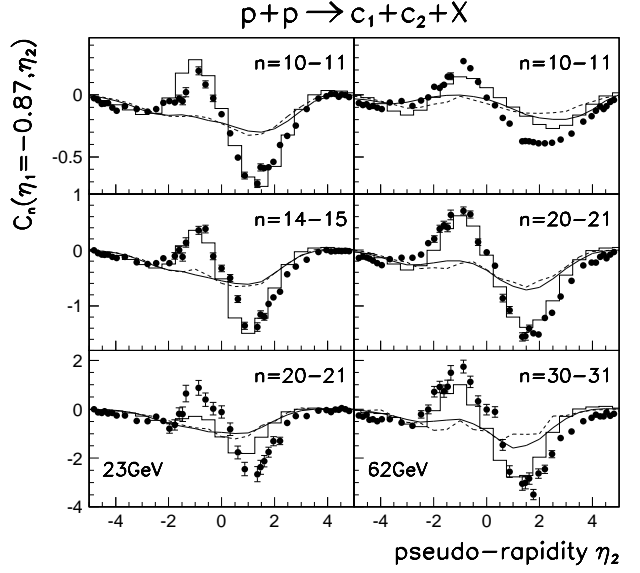 p+p→c₁+c₂+X
Cₙ(η₁=−0.87,η₂)
n=10−11
n=10−11
0
-0.5
1
n=14−15
n=20−21
0
-1
2
n=20−21
n=30−31
0
-2
23GeV
62GeV
-4
-4 -2 0 2 4 -4 -2 0 2 4
pseudo−rapidity η₂